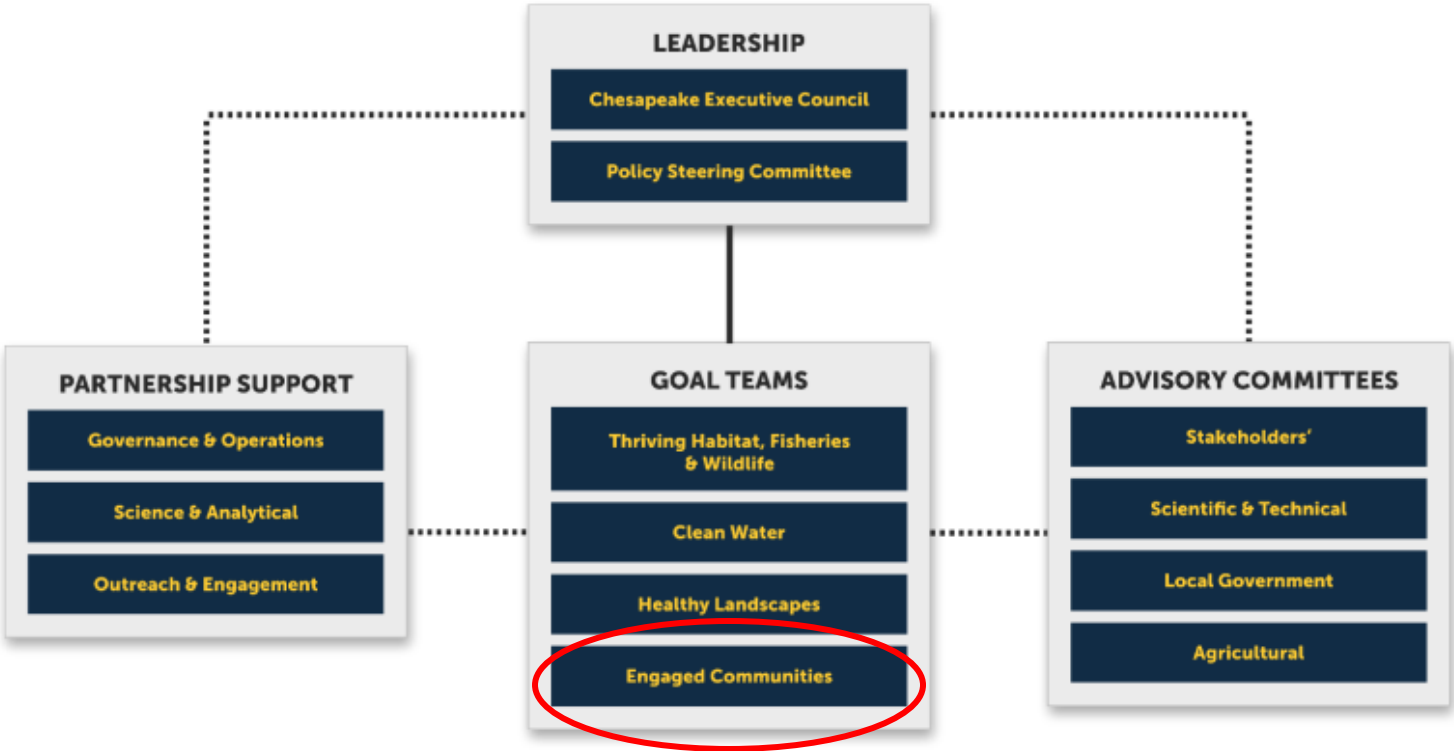 LEADERSHIP
Chesapeake Executive Council
Policy Steering Committee
PARTNERSHIP SUPPORT
Governance & Operations
Science & Analytical
Outreach & Engagement
GOAL TEAMS
Thriving Habitat, Fisheries
& Wildlife
Clean Water
Healthy Landscapes
Engaged Communities
ADVISORY COMMITTEES
Stakeholders’
Scientific & Technical
Local Government
Agricultural